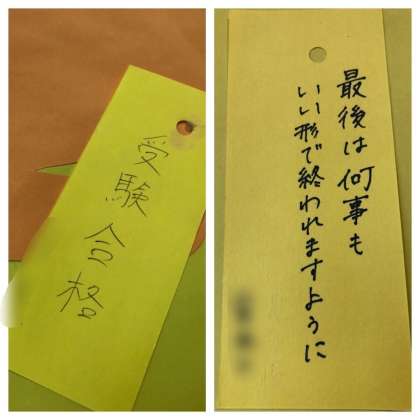 受験合格
最後は何事も
いい形で終われますように